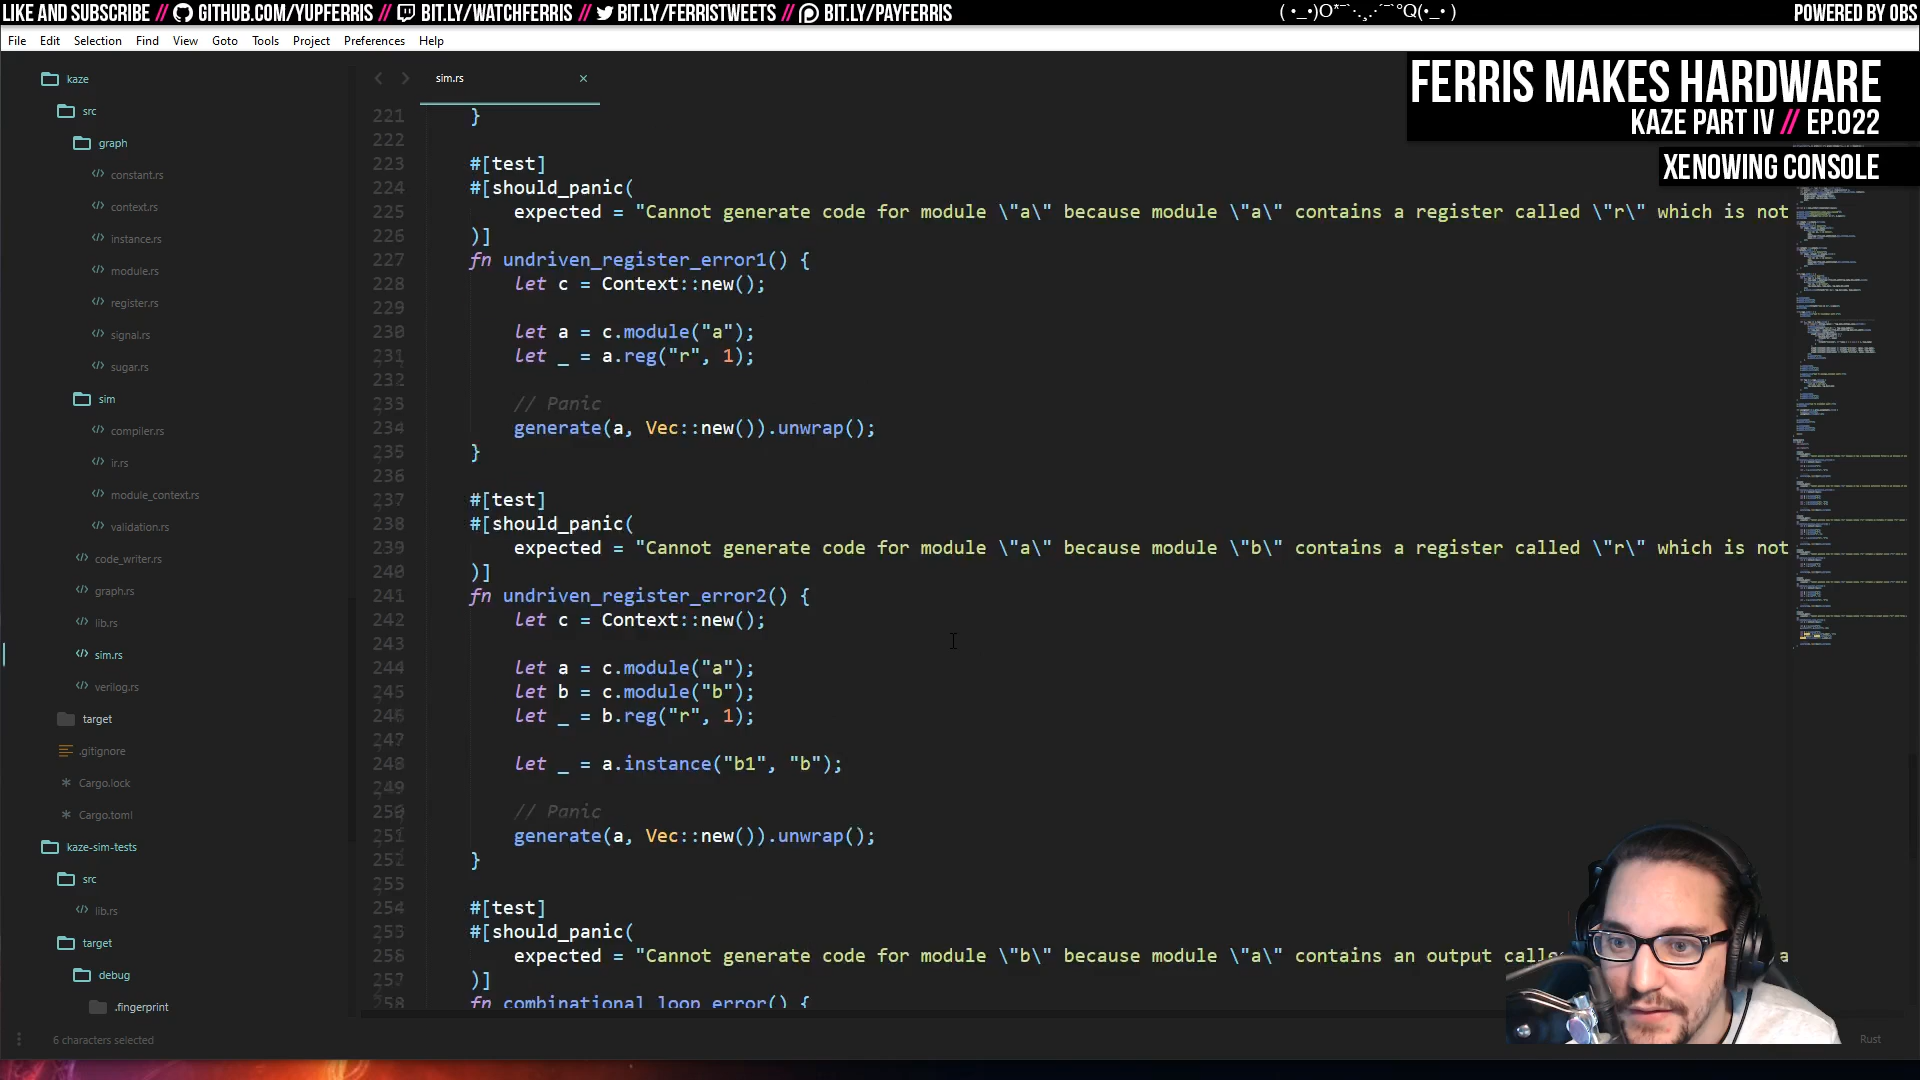 LIKE AND SUBSCRIBE // GITHUB.COM/YUPFERRIS // BIT.LY/WATCHFERRIS // BIT.LY/FERRISTWEETS // BIT.LY/PAYFERRIS
POWERED BY OBS
File Edit Selection Find View Goto Tools Project Preferences Help
FERRIS MAKES HARDWARE
KAZE PART IV // EP.022
XENOWING CONSOLE
kaze
src
graph
constant.rs
context.rs
instance.rs
module.rs
register.rs
signal.rs
sugar.rs
sim
compiler.rs
ir.rs
module_context.rs
validation.rs
code_writer.rs
graph.rs
lib.rs
sim.rs
verilog.rs
target
.gitignore
Cargo.lock
Cargo.toml
kaze-sim-tests
src
lib.rs
target
debug
.fingerprint
sim.rs
221 }
222
223 #[test]
224 #[should_panic(
225 expected = "Cannot generate code for module \"a\" because module \"a\" contains a register called \"r\" which is not
226 )]
227 fn undriven_register_error1() {
228 let c = Context::new();
229
230 let a = c.module("a");
231 let _ = a.reg("r", 1);
232
233 // Panic
234 generate(a, Vec::new()).unwrap();
235 }
236
237 #[test]
238 #[should_panic(
239 expected = "Cannot generate code for module \"a\" because module \"b\" contains a register called \"r\" which is not
240 )]
241 fn undriven_register_error2() {
242 let c = Context::new();
243
244 let a = c.module("a");
245 let b = c.module("b");
246 let _ = b.reg("r", 1);
247
248 let _ = a.instance("b1", "b");
249
250 // Panic
251 generate(a, Vec::new()).unwrap();
252 }
253
254 #[test]
255 #[should_panic(
256 expected = "Cannot generate code for module \"b\" because module \"a\" contains an output a
257 )]
258 fn combinational_loop_error() {
6 characters selected
Rust